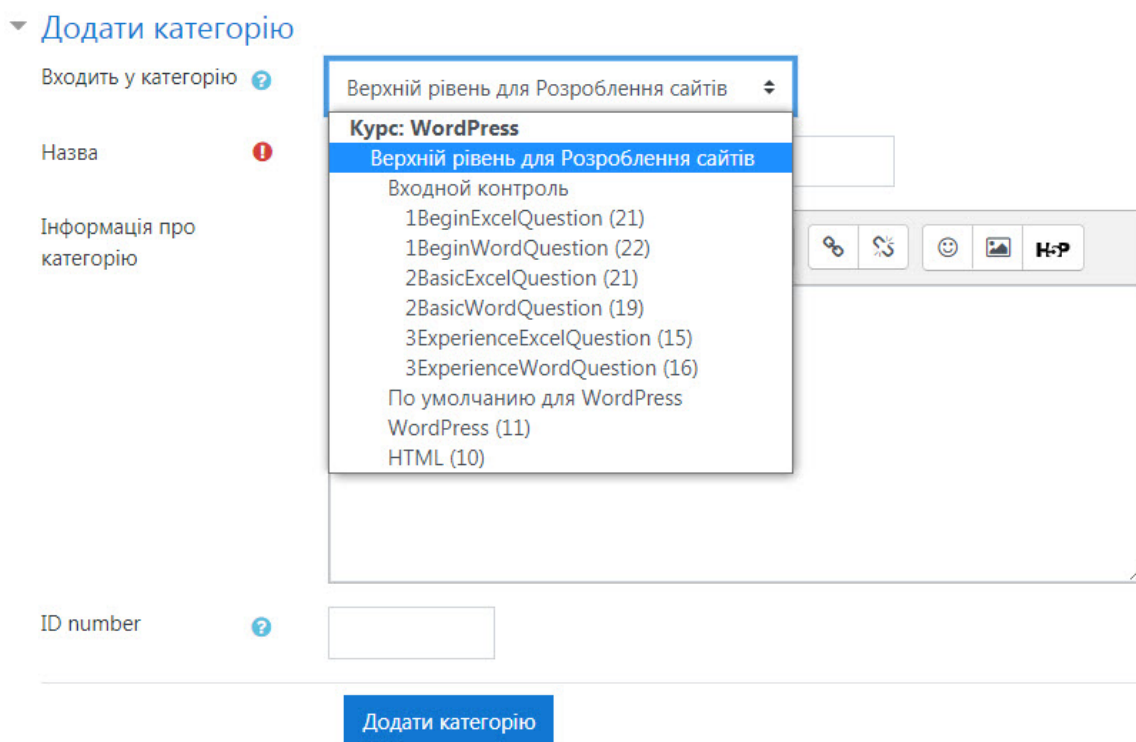 Додати категорію
Входить у категорію
Верхній рівень для Розроблення сайтів
Курс: WordPress
Верхній рівень для Розроблення сайтів
Назва
Входной контроль
1BeginExcelQuestion (21)
Інформація про
категорію
1BeginWordQuestion (22)
2BasicExcelQuestion (21)
2BasicWordQuestion (19)
3ExperienceExcelQuestion (15)
3ExperienceWordQuestion (16)
По умолчанию для WordPress
WordPress (11)
HTML (10)
H5P
ID number
Додати категорію